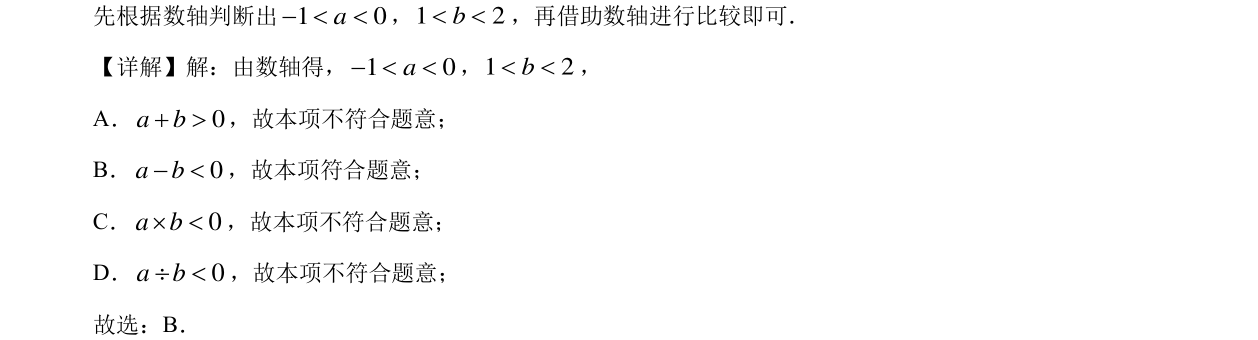 先根据数轴判断出 −1 < a < 0，1 < b < 2，再借助数轴进行比较即可．
【详解】解：由数轴得，−1 < a < 0，1 < b < 2，
A． a + b > 0，故本项不符合题意；
B． a − b < 0，故本项符合题意；
C． a × b < 0，故本项不符合题意；
D． a ÷ b < 0，故本项不符合题意；
故选：B．